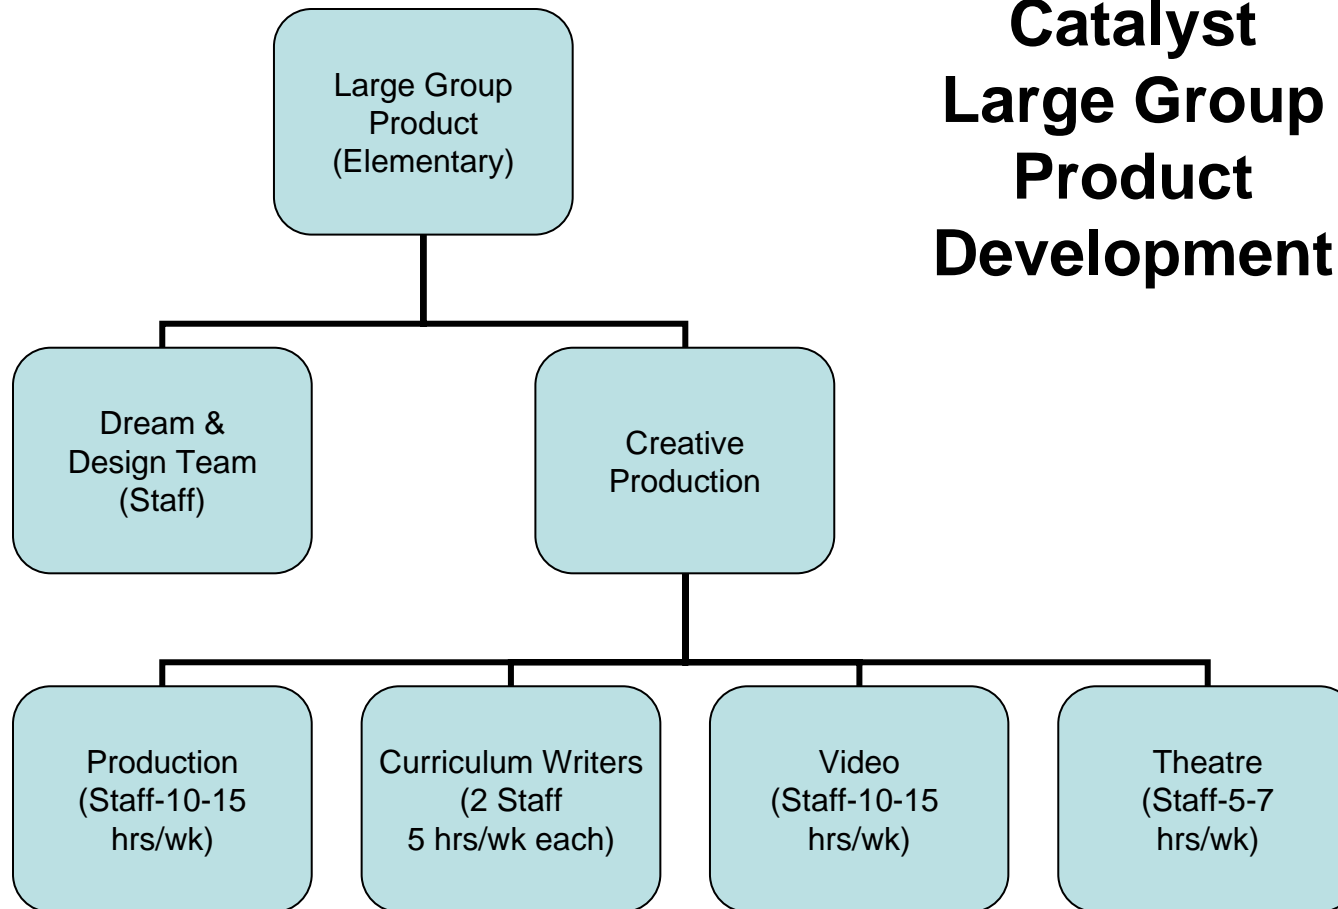 Catalyst
Large Group
Product
Development
Large Group
Product
(Elementary)
Dream &
Design Team
(Staff)
Creative
Production
Production
(Staff-10-15
hrs/wk)
Curriculum Writers
(2 Staff
5 hrs/wk each)
Video
(Staff-10-15
hrs/wk)
Theatre
(Staff-5-7
hrs/wk)